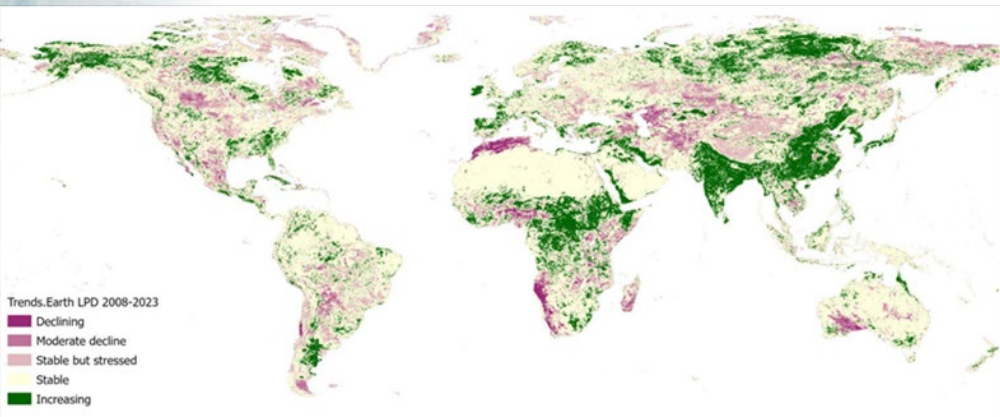 Trends.Earth LPD 2008-2023
Declining
Moderate decline
Stable but stressed
Stable
Increasing